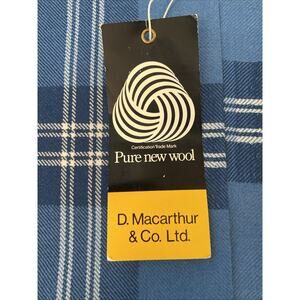 Certification Trade Mark
Pure new wool
D. Macarthur
& Co. Ltd.